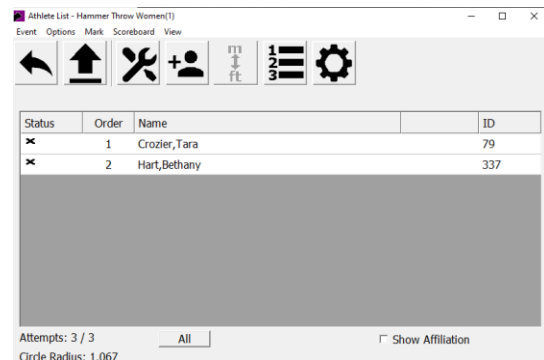 Athlete List - Hammer Throw Women(1)
Event Options Mark Scoreboard View
m
ft
1
2
3
Status Order Name ID
1 Crozier,Tara 79
2 Hart,Bethany 337
Attempts: 3 / 3 All Show Affiliation
Circle Radius: 1.067